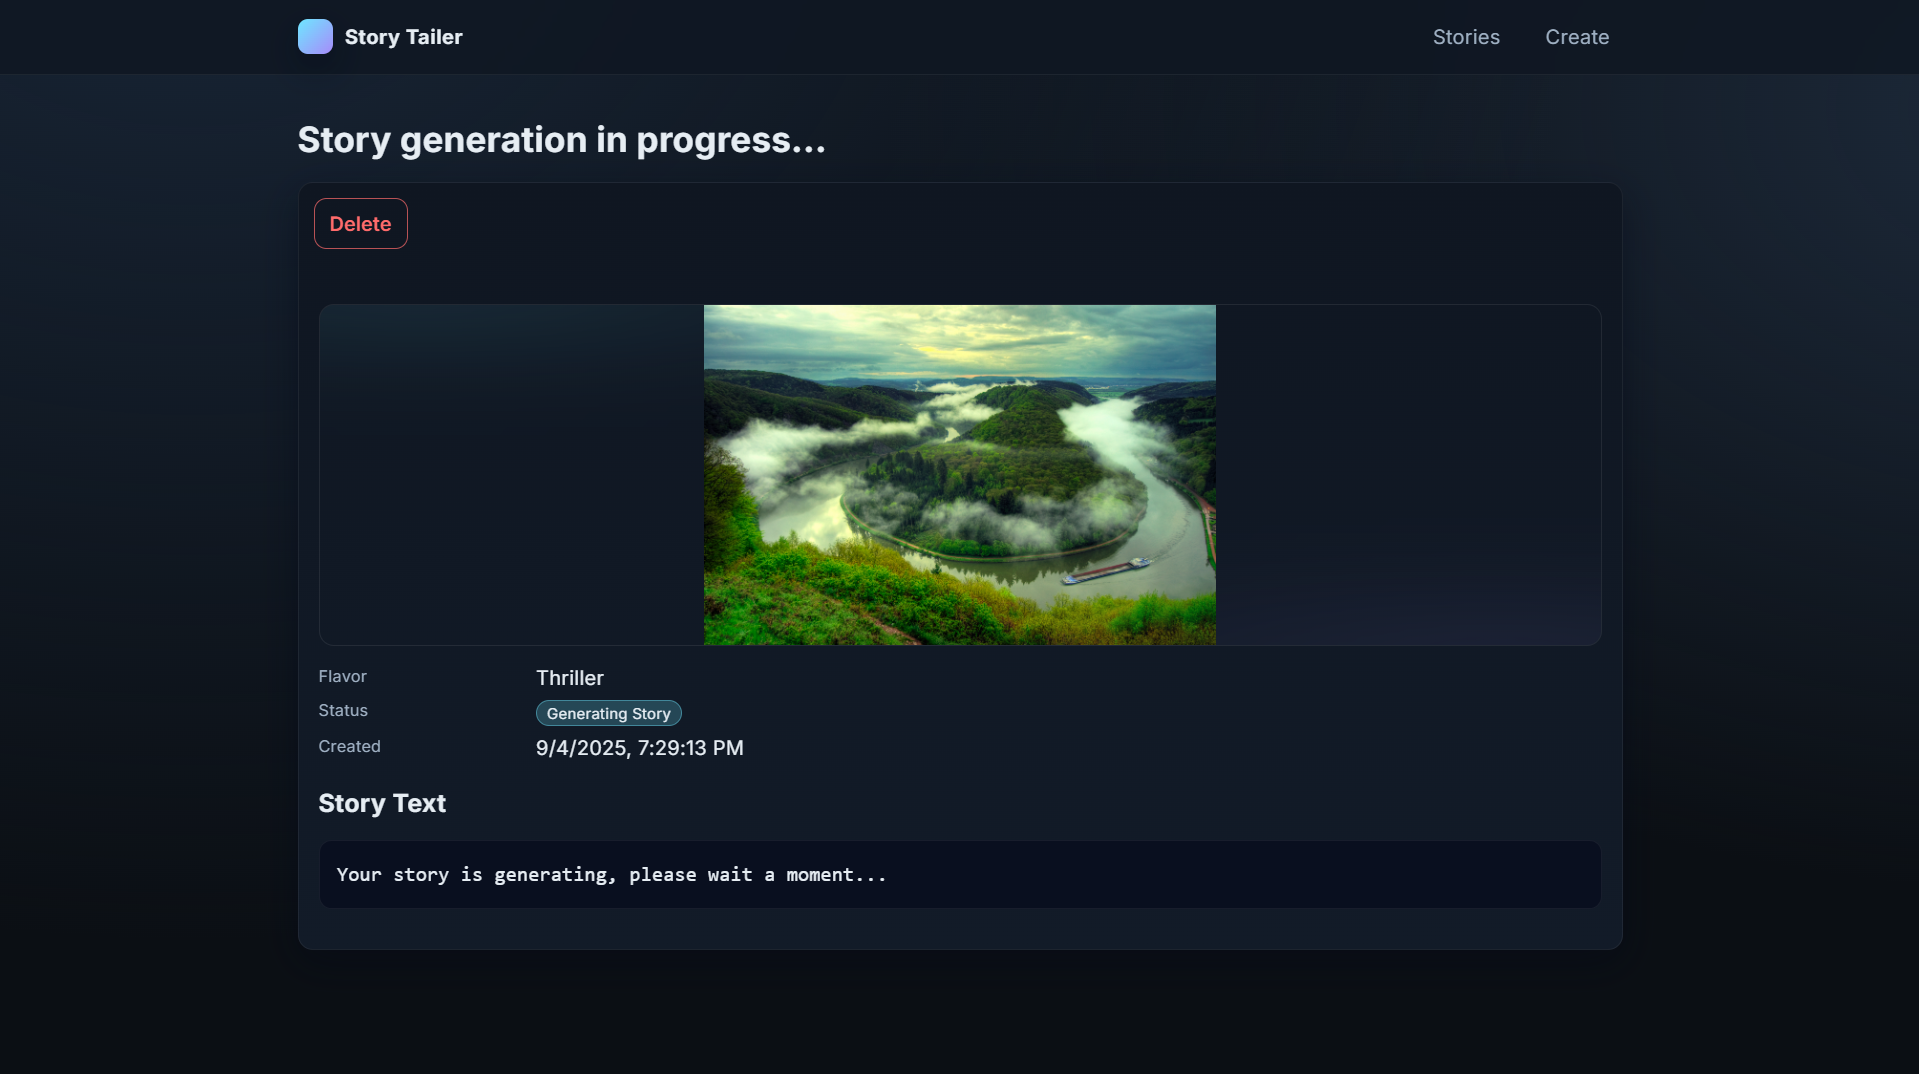 Story Tailer
Stories
Create
Story generation in progress...
Delete
Flavor
Thriller
Status
Generating Story
Created
9/4/2025, 7:29:13 PM
Story Text
Your story is generating, please wait a moment...